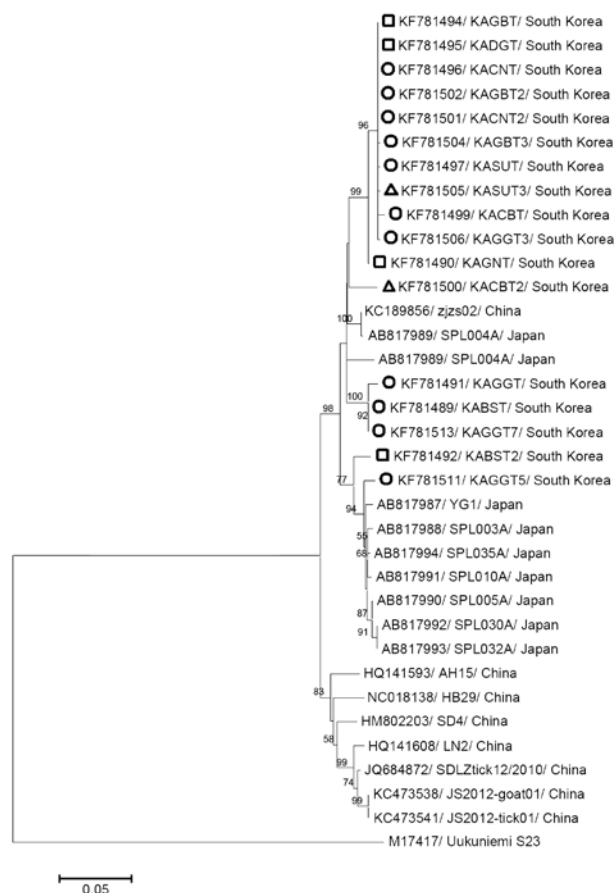 KF781494/ KAGBT/ South Korea
KF781495/ KADGT/ South Korea
KF781496/ KACNT/ South Korea
KF781502/ KAGBT2/ South Korea
KF781501/ KACNT2/ South Korea
96
KF781504/ KAGBT3/ South Korea
KF781497/ KASUT/ South Korea
99
KF781505/ KASUT3/ South Korea
KF781499/ KACBT/ South Korea
KF781506/ KAGGT3/ South Korea
KF781490/ KAGNT/ South Korea
KF781500/ KACBT2/ South Korea
KC189856/ zjzs02/ China
100
AB817989/ SPL004A/ Japan
AB817989/ SPL004A/ Japan
KF781491/ KAGGT/ South Korea
100
KF781489/ KABST/ South Korea
98
92
KF781513/ KAGGT7/ South Korea
KF781492/ KABST2/ South Korea
77
KF781511/ KAGGT5/ South Korea
AB817987/ YG1/ Japan
94
AB817988/ SPL003A/ Japan
55
AB817994/ SPL035A/ Japan
68
AB817991/ SPL010A/ Japan
AB817990/ SPL005A/ Japan
87
AB817992/ SPL030A/ Japan
91
AB817993/ SPL032A/ Japan
HQ141593/ AH15/ China
83
NC018138/ HB29/ China
HM802203/ SD4/ China
58
HQ141608/ LN2/ China
99
JQ684872/ SDLZtick12/2010/ China
74
KC473538/ JS2012-goat01/ China
99
KC473541/ JS2012-tick01/ China
M17417/ Uukuniemi S23
0.05